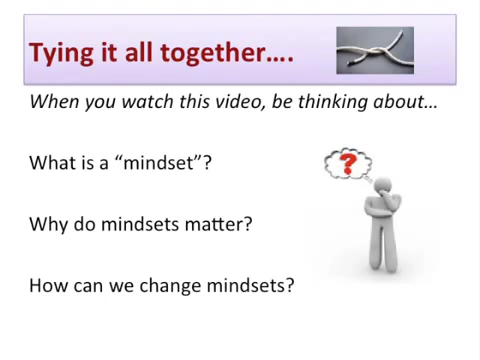 Tying it all together….
When you watch this video, be thinking about…
What is a “mindset”?
Why do mindsets matter?
How can we change mindsets?
?